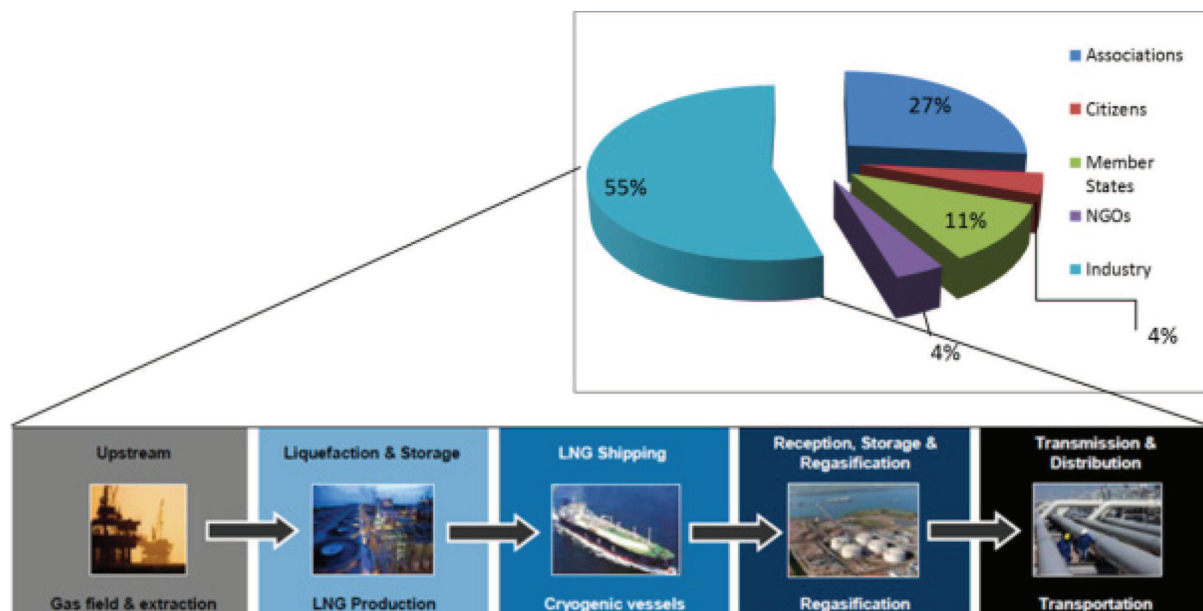 Associations
27%
Citizens
55%
Member
States
11%
NGOs
Industry
4%
4%
Upstream
Liquefaction & Storage
LNG Shipping
Reception, Storage &
Regasification
Transmission &
Distribution
Gas field & extraction
LNG Production
Cryogenic vessels
Regasification
Transportation